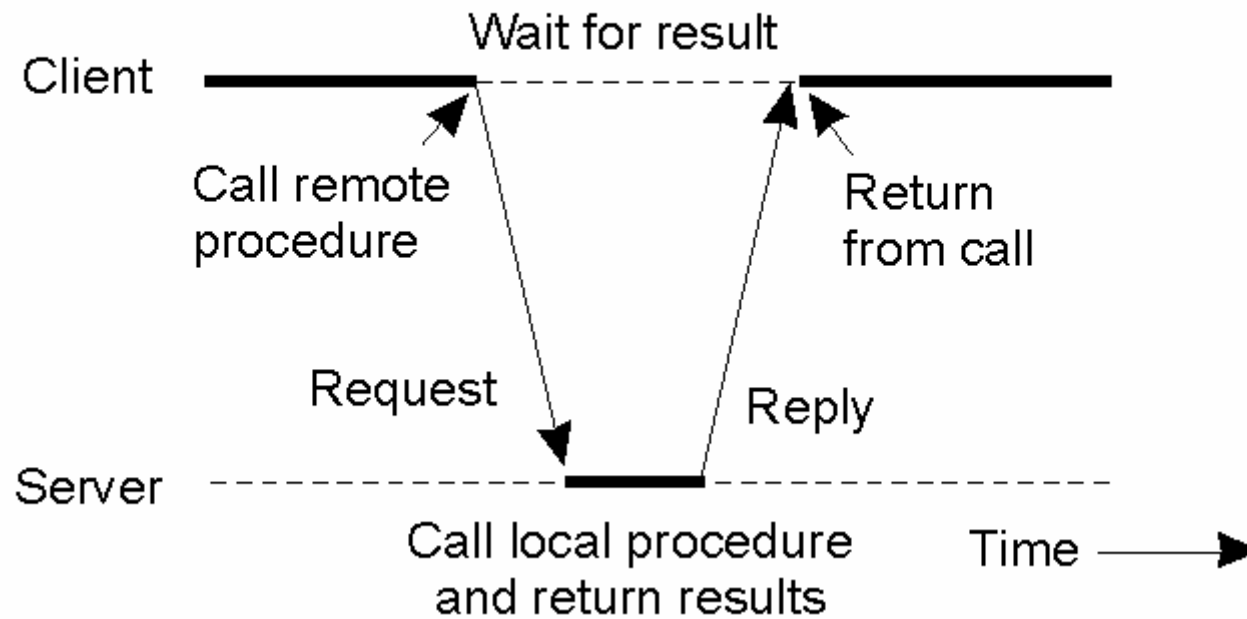 Wait for result
Client
Call remote
procedure
Return
from call
Request
Reply
Server
Call local procedure
and return results
Time